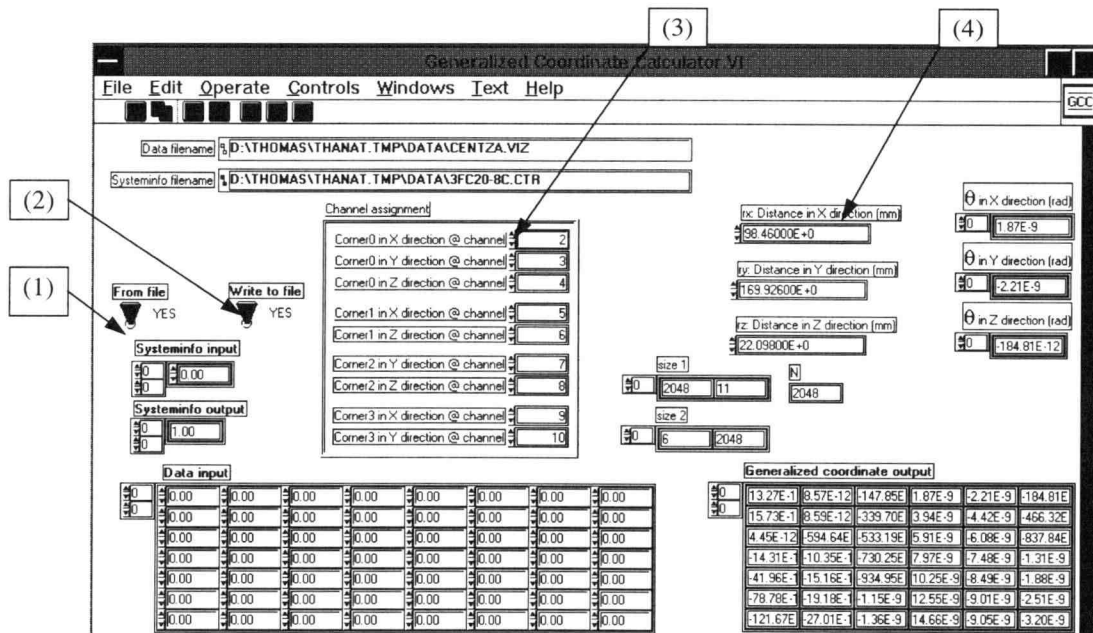 (3)
(4)
Generalized Coordinate Calculator.VI
File Edit Operate Controls Windows Text Help
GCC
Data filename D:\THOMAS\THANAT.TMP\DATA\CENTZA.VIZ
Systeminfo filename D:\THOMAS\THANAT.TMP\DATA\3FC20-8C.CTR
(2)
(1)
From file YES
Write to file YES
Systeminfo input
0 0.00
0
Systeminfo output
0 1.00
0
Channel assignment
Corner0 in X direction @ channel 2
Corner0 in Y direction @ channel 3
Corner0 in Z direction @ channel 4
Corner1 in X direction @ channel 5
Corner1 in Z direction @ channel 6
Corner2 in Y direction @ channel 7
Corner2 in Z direction @ channel 8
Corner3 in X direction @ channel 9
Corner3 in Y direction @ channel 10
rx: Distance in X direction (mm)
98.46000E+0
ry: Distance in Y direction (mm)
169.92600E+0
rz: Distance in Z direction (mm)
22.09800E+0
θ in X direction (rad)
0 1.87E-9
θ in Y direction (rad)
0 -2.21E-9
θ in Z direction (rad)
0 -184.81E-12
size 1
0 2048 11
N
2048
size 2
0 6 2048
Data input
0
0
0.00 0.00 0.00 0.00 0.00 0.00 0.00 0.00
0.00 0.00 0.00 0.00 0.00 0.00 0.00 0.00
0.00 0.00 0.00 0.00 0.00 0.00 0.00 0.00
0.00 0.00 0.00 0.00 0.00 0.00 0.00 0.00
0.00 0.00 0.00 0.00 0.00 0.00 0.00 0.00
0.00 0.00 0.00 0.00 0.00 0.00 0.00 0.00
0.00 0.00 0.00 0.00 0.00 0.00 0.00 0.00
Generalized coordinate output
0
0
13.27E-1 8.57E-12 -147.85E 1.87E-9 -2.21E-9 -184.81E
15.73E-1 8.59E-12 -339.70E 3.94E-9 -4.42E-9 -466.32E
4.45E-12 -594.64E -533.19E 5.91E-9 -6.08E-9 -837.84E
-14.31E-1 -10.35E-1 -730.25E 7.97E-9 -7.48E-9 -1.31E-9
-41.96E-1 -15.16E-1 -934.95E 10.25E-9 -8.49E-9 -1.88E-9
-78.78E-1 -19.18E-1 -1.15E-9 12.55E-9 -9.01E-9 -2.51E-9
-121.67E -27.01E-1 -1.36E-9 14.66E-9 -9.05E-9 -3.20E-9